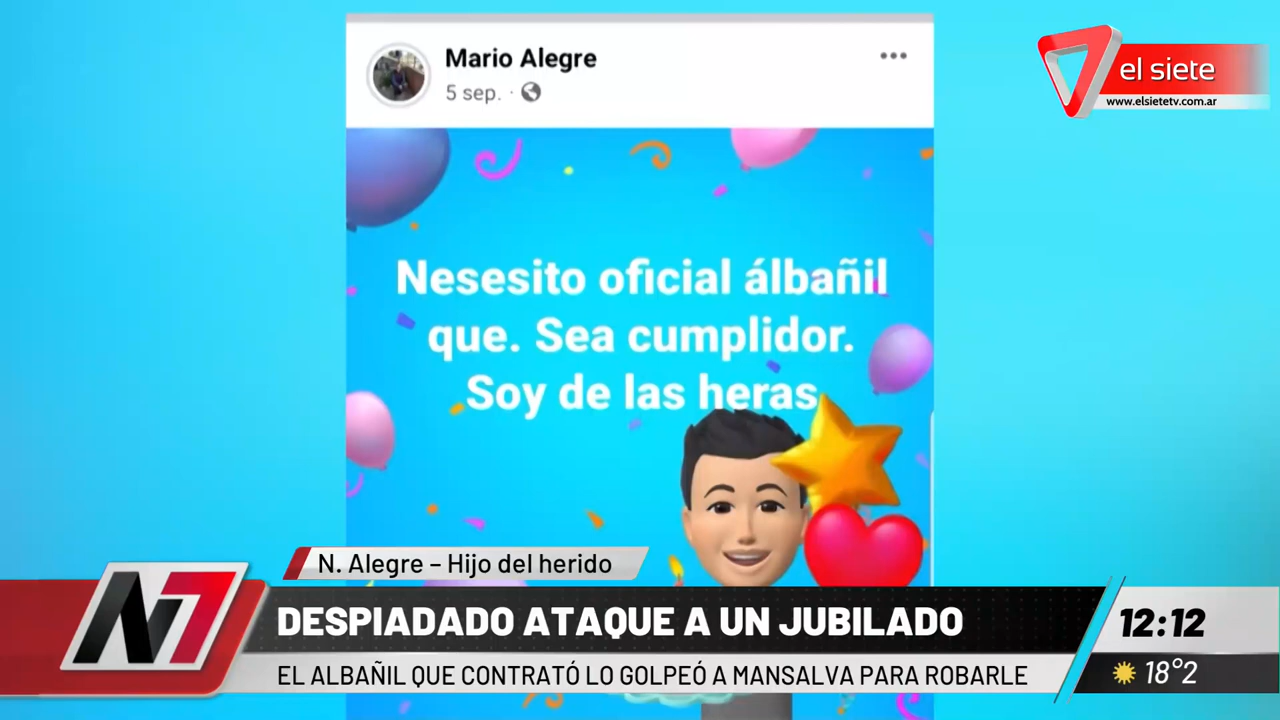 Mario Alegre
5 sep. ·
el siete
www.elsietetv.com.ar
Nesesito oficial álbañil
que. Sea cumplidor.
Soy de las heras
N. Alegre – Hijo del herido
N7
DESPIADADO ATAQUE A UN JUBILADO
12:12
EL ALBAÑIL QUE CONTRATÓ LO GOLPEÓ A MANSALVA PARA ROBARLE
18°2